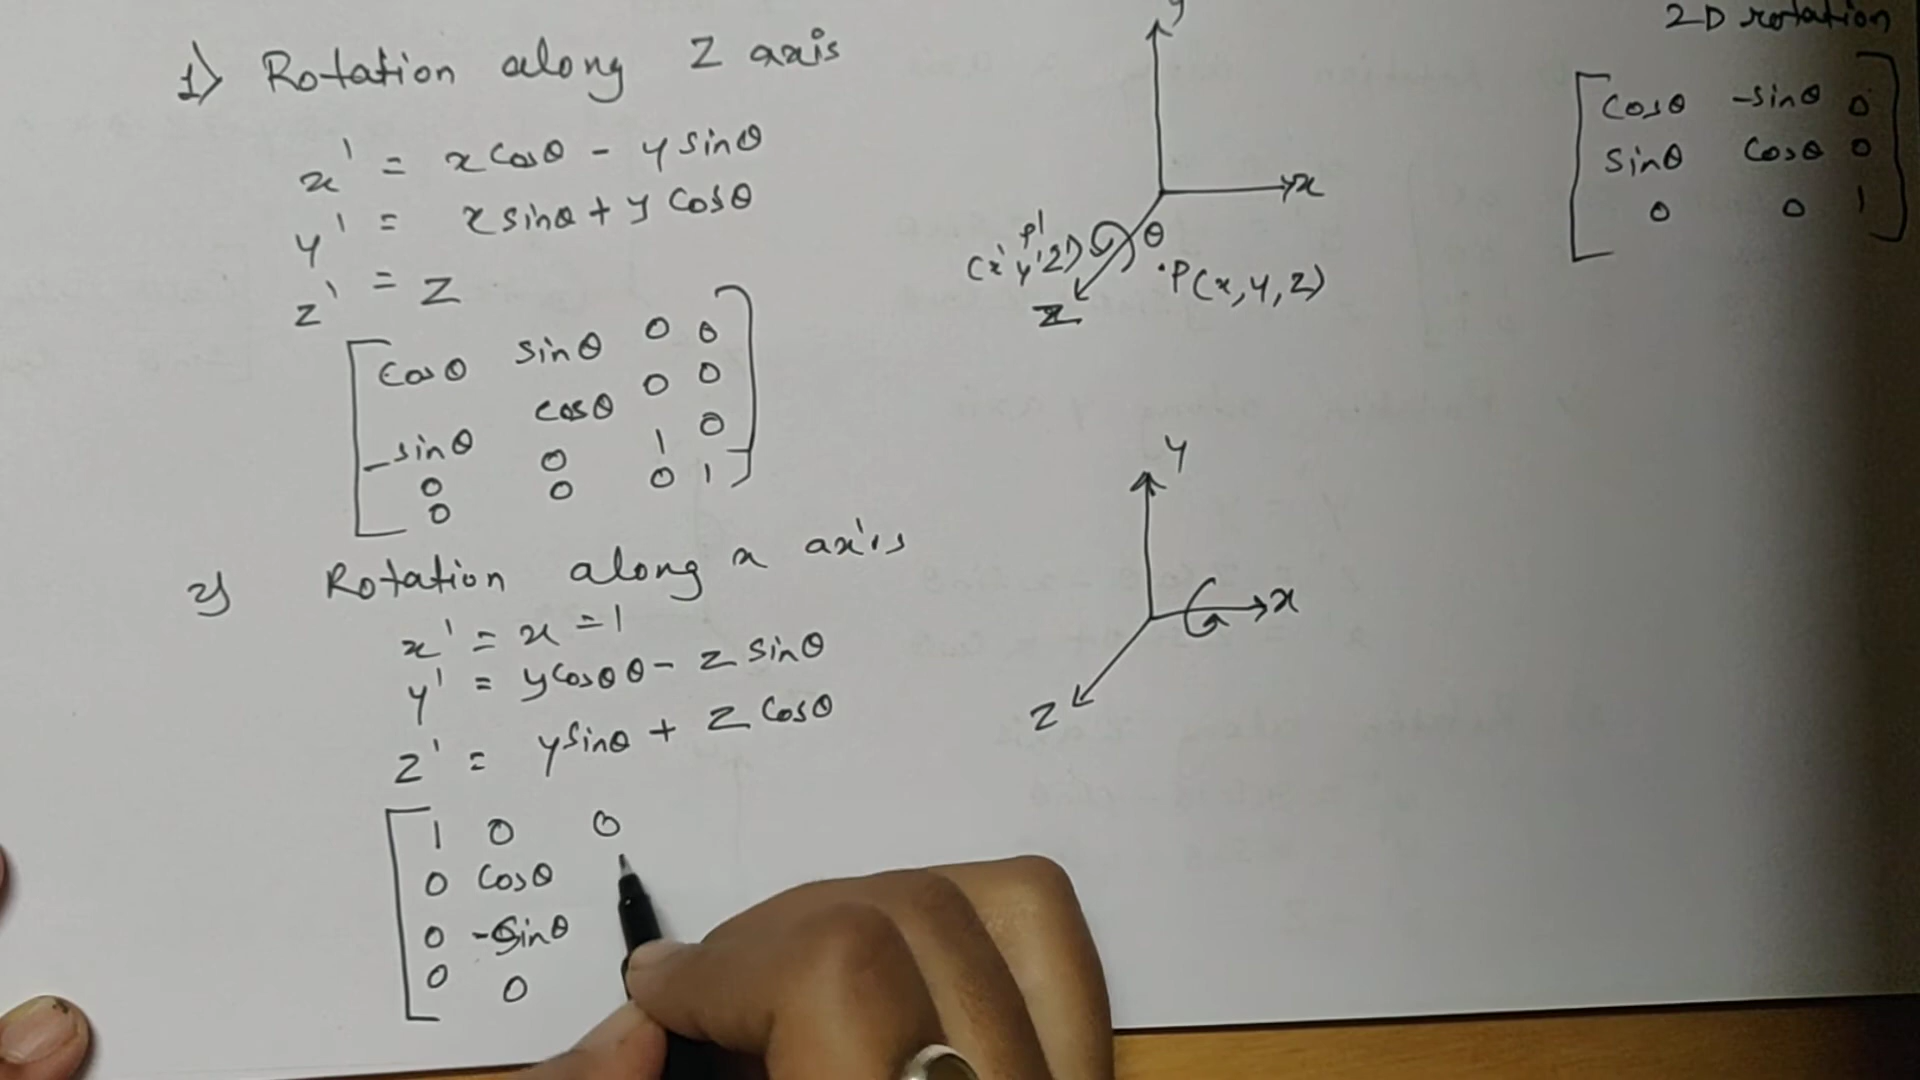 1) Rotation along Z axis
x' = x cosθ - y sinθ
y' = x sinθ + y cosθ
z' = z
cosθ sinθ 0 0
-sinθ cosθ 0 0
0 0 1 0
0 0 0 1
2) Rotation along x axis
x' = x = 1
y' = y cosθ θ - z sinθ
z' = y sinθ + z cosθ
1 0 0
0 cosθ
0 -sinθ
0 0
y
x
θ
p'
(x' y' z')
.P(x, y, z)
Z
y
x
z
2D rotation
cosθ -sinθ 0
sinθ cosθ 0
0 0 1